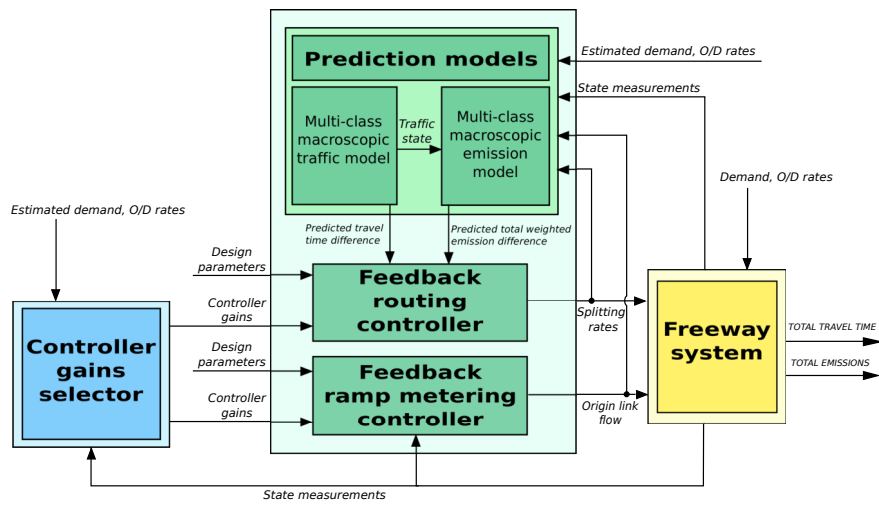 Prediction models
Estimated demand, O/D rates
State measurements
Multi-class
macroscopic
traffic model
Traffic
state
Multi-class
macroscopic
emission
model
Demand, O/D rates
Estimated demand, O/D rates
Predicted travel
time difference
Predicted total weighted
emission difference
Design
parameters
Feedback
routing
controller
Controller
gains
Splitting
rates
Freeway
system
TOTAL TRAVEL TIME
TOTAL EMISSIONS
Controller
gains
selector
Design
parameters
Feedback
ramp metering
controller
Controller
gains
Origin link
flow
State measurements